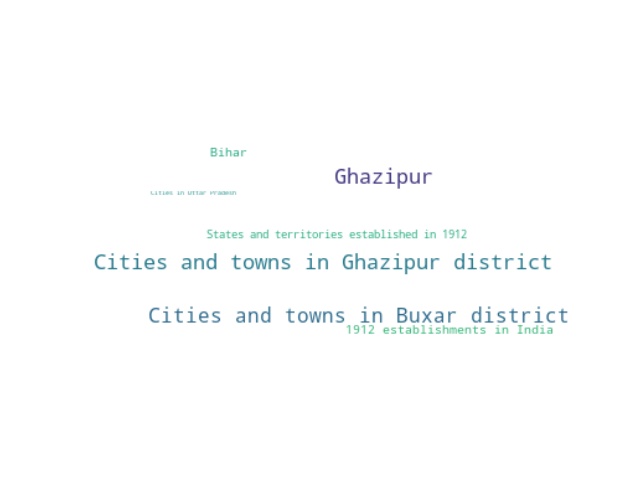 Bihar
Ghazipur
Cities in Uttar Pradesh
States and territories established in 1912
Cities and towns in Ghazipur district
Cities and towns in Buxar district
1912 establishments in India